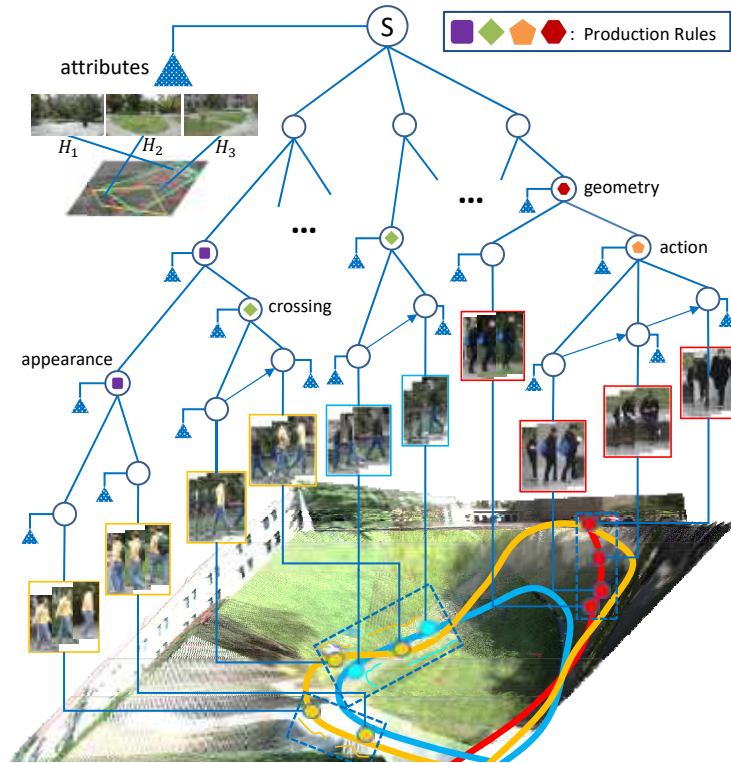 S
: Production Rules
attributes
H₁ H₂ H₃
geometry
...
...
action
crossing
appearance